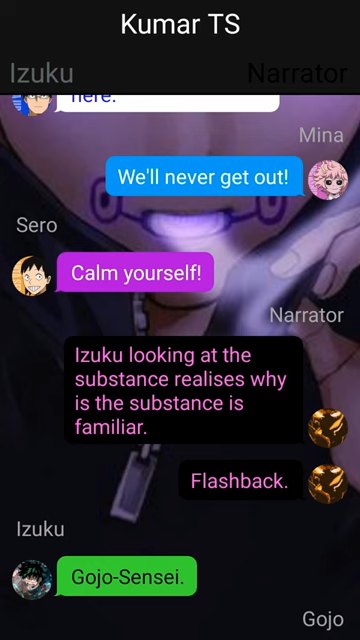 Kumar TS
Izuku
Narrator
here.
Mina
We'll never get out!
Sero
Calm yourself!
Narrator
Izuku looking at the
substance realises why
is the substance is
familiar.
Flashback.
Izuku
Gojo-Sensei.
Gojo